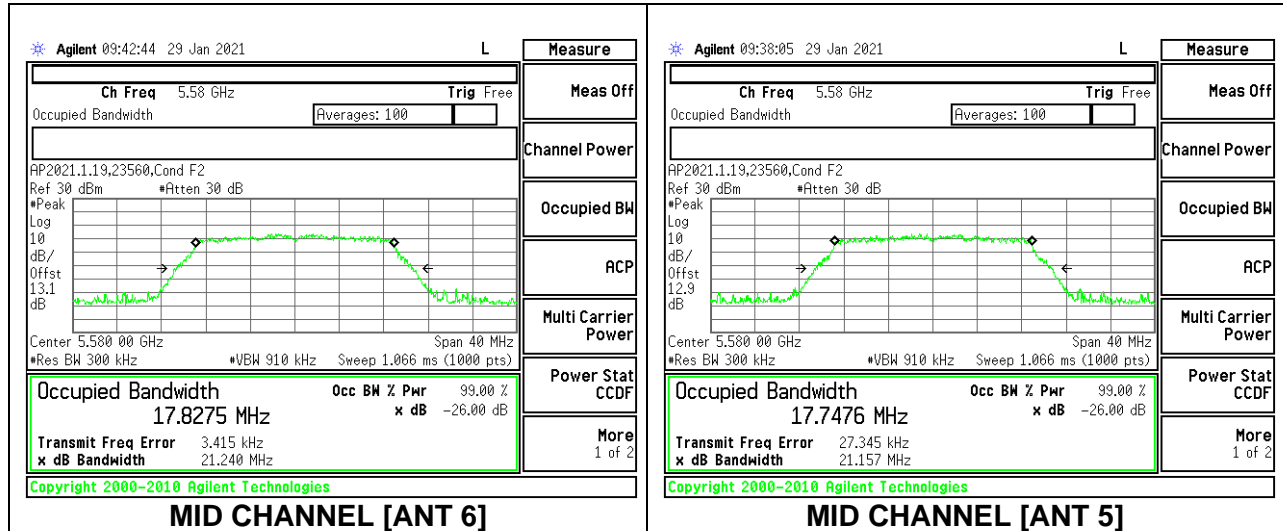 Agilent 09:42:44 29 Jan 2021 L Measure
Ch Freq 5.58 GHz Trig Free
Meas Off
Occupied Bandwidth Averages: 100
Channel Power
AP2021.1.19,23560,Cond F2
Ref 30 dBm #Atten 30 dB
#Peak
Log
10
dB/
Offst
13.1
dB
Occupied BW
ACP
Multi Carrier
Power
Center 5.580 00 GHz Span 40 MHz
#Res BW 300 kHz #VBW 910 kHz Sweep 1.066 ms (1000 pts)
Power Stat
CCDF
Occupied Bandwidth Occ BW % Pwr 99.00 %
17.8275 MHz x dB -26.00 dB
Transmit Freq Error 3.415 kHz
x dB Bandwidth 21.240 MHz
More
1 of 2
Copyright 2000-2010 Agilent Technologies
MID CHANNEL [ANT 6]
Agilent 09:38:05 29 Jan 2021 L Measure
Ch Freq 5.58 GHz Trig Free
Meas Off
Occupied Bandwidth Averages: 100
Channel Power
AP2021.1.19,23560,Cond F2
Ref 30 dBm #Atten 30 dB
#Peak
Log
10
dB/
Offst
12.9
dB
Occupied BW
ACP
Multi Carrier
Power
Center 5.580 00 GHz Span 40 MHz
#Res BW 300 kHz #VBW 910 kHz Sweep 1.066 ms (1000 pts)
Power Stat
CCDF
Occupied Bandwidth Occ BW % Pwr 99.00 %
17.7476 MHz x dB -26.00 dB
Transmit Freq Error 27.345 kHz
x dB Bandwidth 21.157 MHz
More
1 of 2
Copyright 2000-2010 Agilent Technologies
MID CHANNEL [ANT 5]